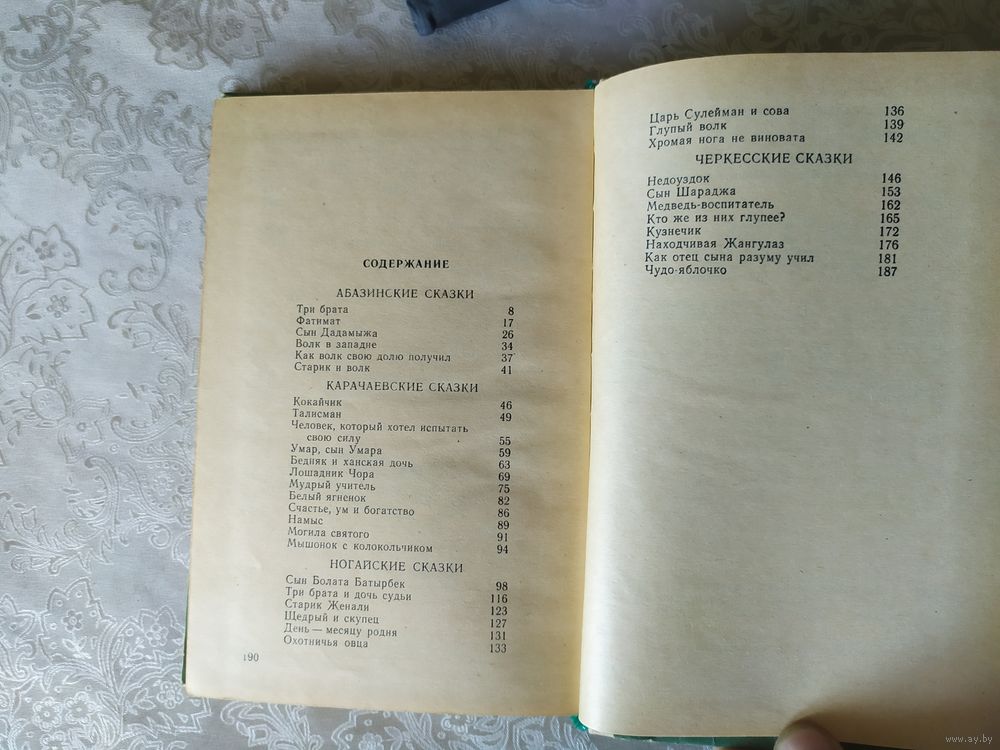 СОДЕРЖАНИЕ
АБАЗИНСКИЕ СКАЗКИ
Три брата 8
Фатимат 17
Сын Дадамыжа 26
Волк в западне 34
Как волк свою долю получил 37
Старик и волк 41
КАРАЧАЕВСКИЕ СКАЗКИ
Кокайчик 46
Талисман 49
Человек, который хотел испытать
свою силу 55
Умар, сын Умара 59
Бедняк и ханская дочь 63
Лошадник Чора 69
Мудрый учитель 75
Белый ягненок 82
Счастье, ум и богатство 86
Намыс 89
Могила святого 91
Мышонок с колокольчиком 94
НОГАЙСКИЕ СКАЗКИ
Сын Болата Батырбек 98
Три брата и дочь судьи 116
Старик Женали 123
Щедрый и скупец 127
День — месяцу родня 131
Охотничья овца 133
190
Царь Сулейман и сова 136
Глупый волк 139
Хромая нога не виновата 142
ЧЕРКЕССКИЕ СКАЗКИ
Недоуздок 146
Сын Шараджа 153
Медведь-воспитатель 162
Кто же из них глупее? 165
Кузнечик 172
Находчивая Жангулаз 176
Как отец сына разуму учил 181
Чудо-яблочко 187
www.ay.by